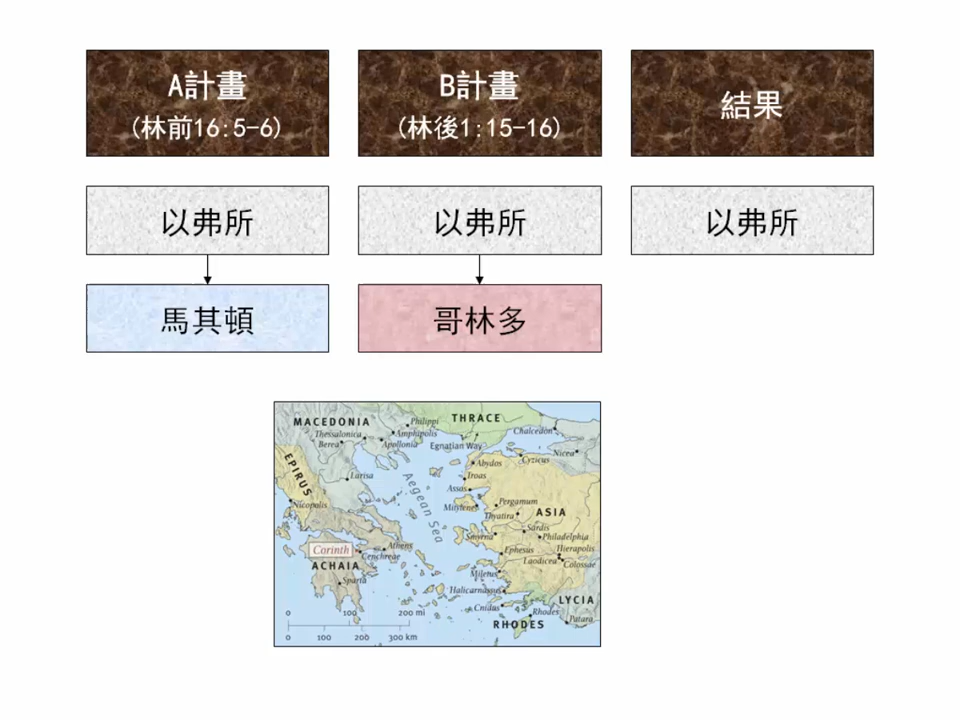 A計畫
(林前16:5-6)
B計畫
(林後1:15-16)
結果
以弗所
以弗所
以弗所
馬其頓
哥林多
MACEDONIA
THRACE
Philippi
Thessalonica
Amphipolis
Berea
Apollonia
Egnatian Way
Chalcedon
Nicea
Cyzicus
Abydos
Troas
EPIRUS
Larisa
Aegean Sea
Assos
Nicopolis
Mitylene
Pergamum
Thyatira
ASIA
Sardis
Smyrna
Philadelphia
Corinth
Athens
Cenchreae
Ephesus
Hierapolis
Laodicea
Colossae
ACHAIA
Sparta
Miletus
Halicarnassus
LYCIA
Cnidus
Rhodes
Patara
RHODES
0 100 200 mi
0 100 200 300 km